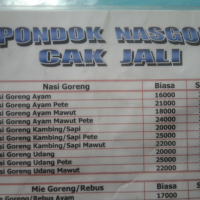 PONDOK NASGO
CAK JALI
Nasi Goreng Biasa S
si Goreng Ayam 16000
si Goreng Ayam Pete 21000
si Goreng Ayam Mawut 18000
si Goreng Ayam Mawut Pete 24000
si Goreng Kambing/Sapi 20000
si Goreng Kambing/Sapi Pete 25000
si Goreng Kambing/Sapi Mawut 22000
si Goreng Udang 20000
si Goreng Udang Pete 25000
si Goreng Udang Mawut 22000
Mie Goreng/Rebus Biasa S
Goreng/Rebus Ayam 17000